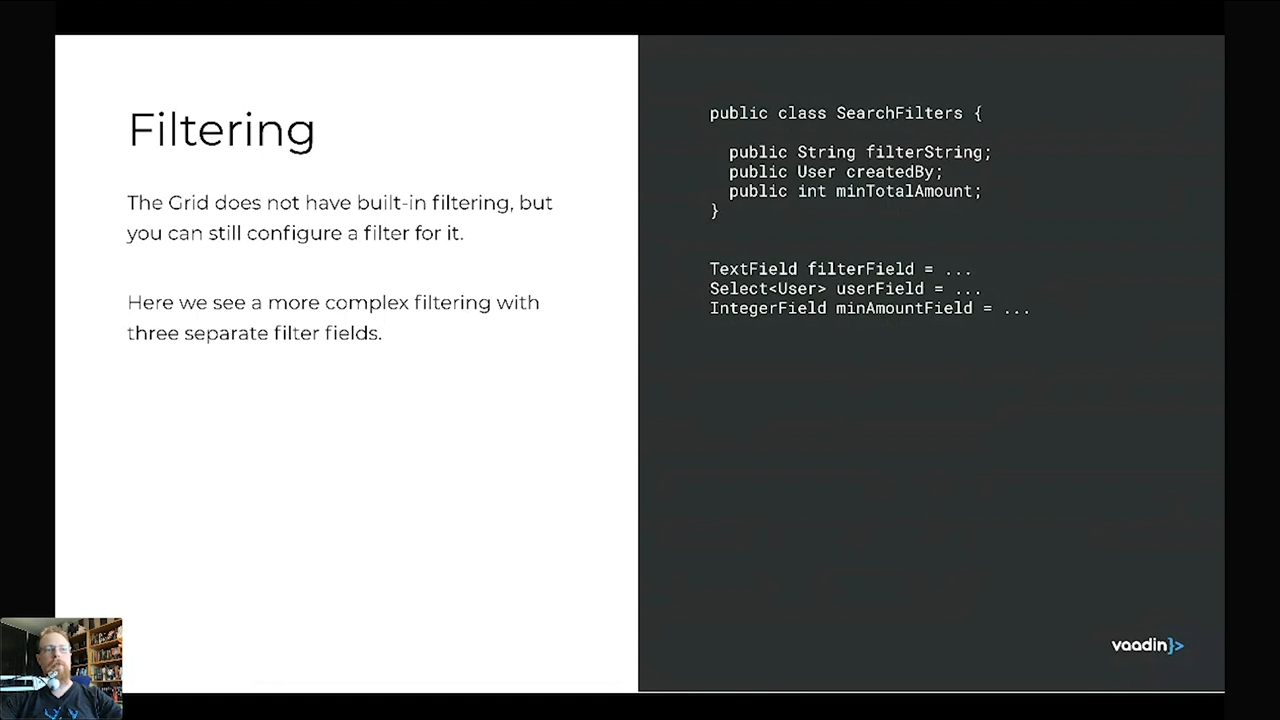 Filtering
The Grid does not have built-in filtering, but
you can still configure a filter for it.
Here we see a more complex filtering with
three separate filter fields.
public class SearchFilters {
public String filterString;
public User createdBy;
public int minTotalAmount;
}
TextField filterField = ...
Select<User> userField = ...
IntegerField minAmountField = ...
vaadin}>